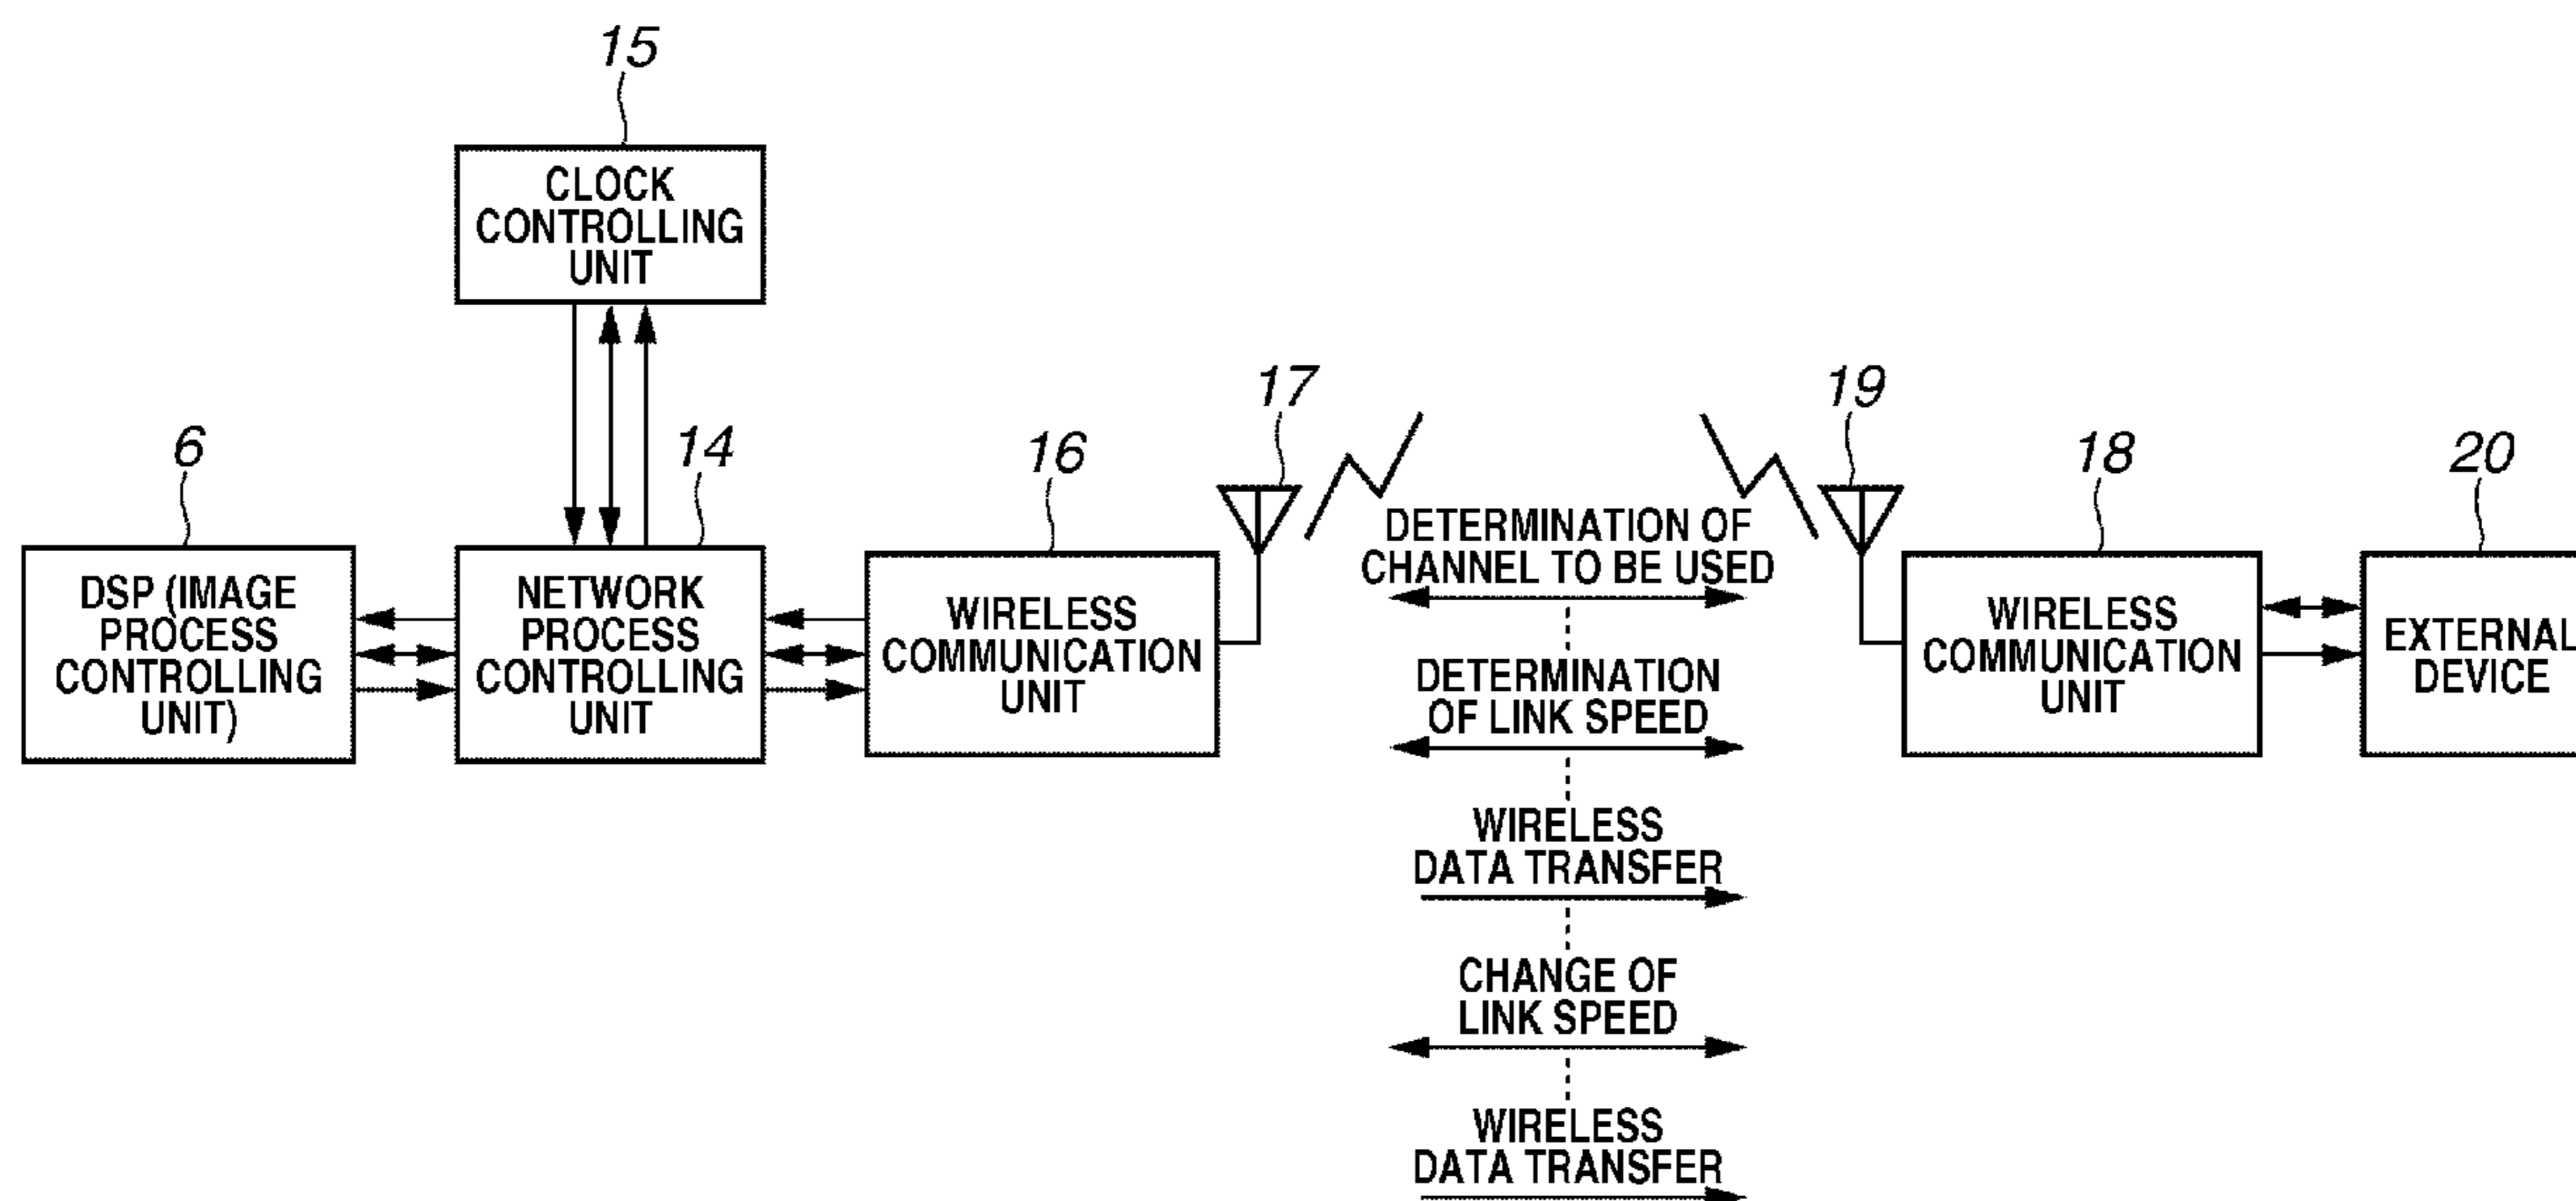 15
CLOCK
CONTROLLING
UNIT
6
14
16
17
19
18
20
DSP (IMAGE
PROCESS
CONTROLLING
UNIT)
NETWORK
PROCESS
CONTROLLING
UNIT
WIRELESS
COMMUNICATION
UNIT
DETERMINATION OF
CHANNEL TO BE USED
DETERMINATION
OF LINK SPEED
WIRELESS
DATA TRANSFER
CHANGE OF
LINK SPEED
WIRELESS
DATA TRANSFER
WIRELESS
COMMUNICATION
UNIT
EXTERNAL
DEVICE